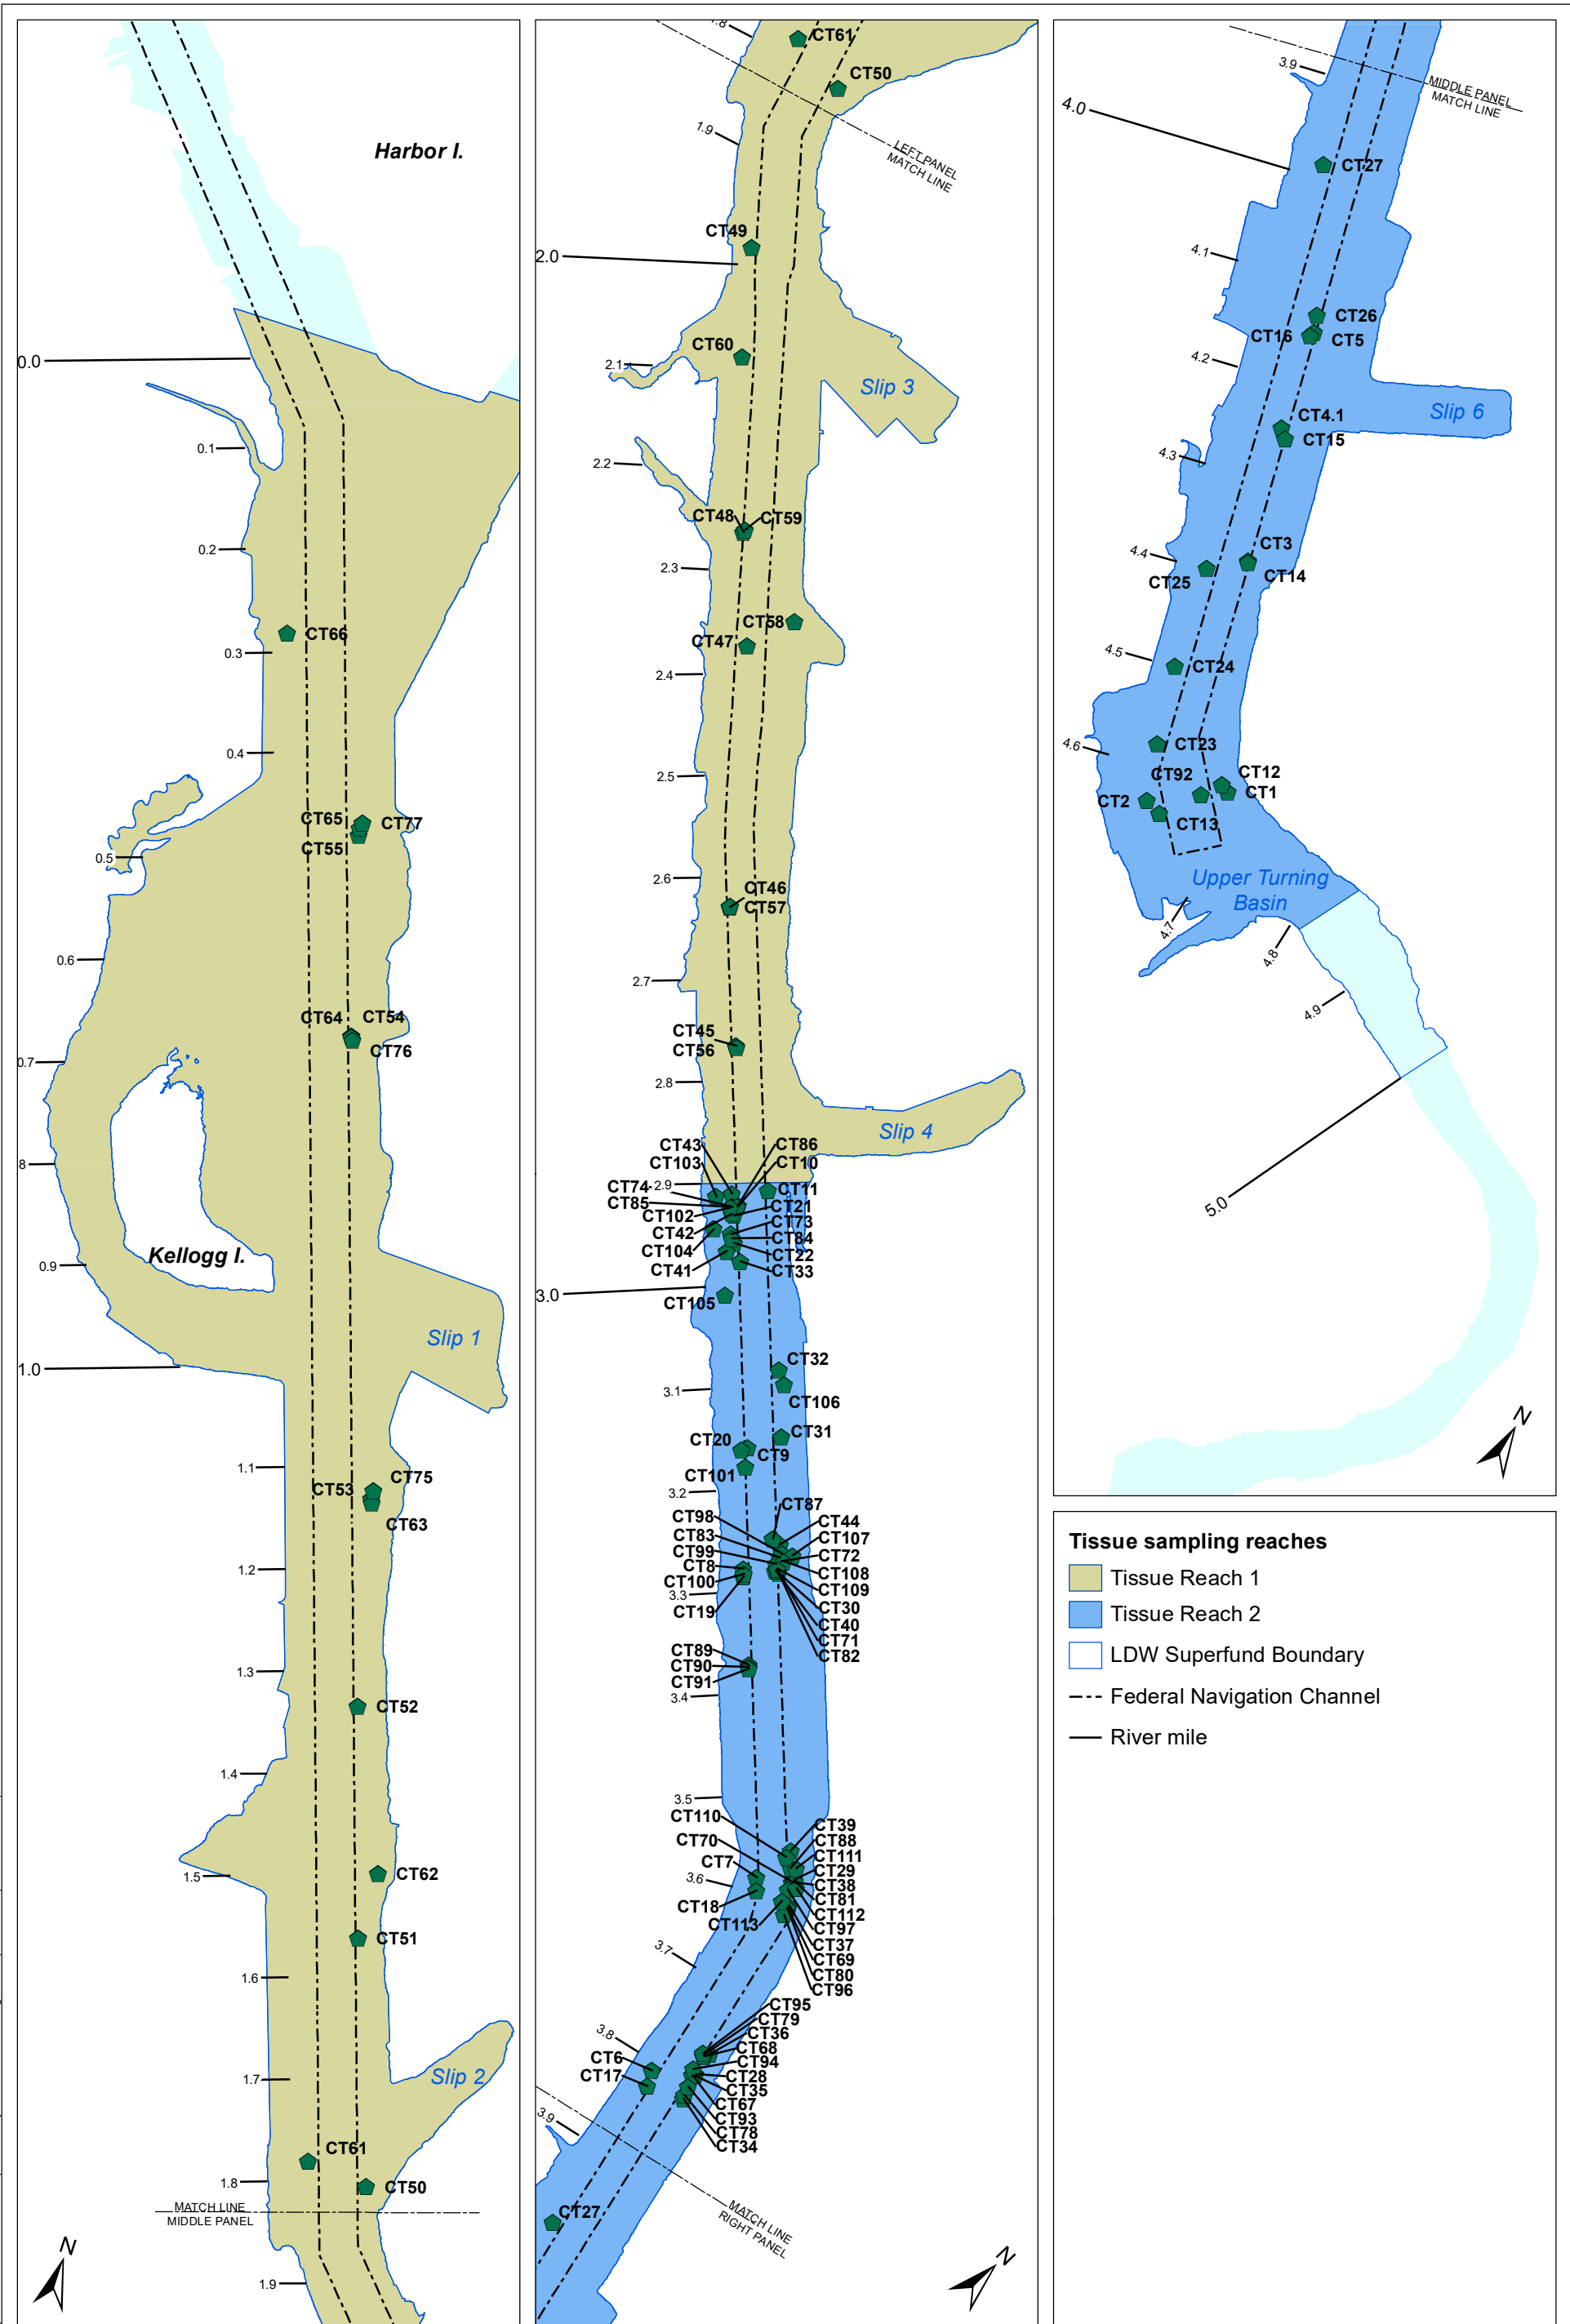 Harbor I.
0.0
0.1
0.2
CT66
0.3
0.4
CT65
CT77
CT55
0.5
0.6
CT64
CT54
CT76
0.7
8
Kellogg I.
0.9
Slip 1
1.0
1.1
CT75
CT53
CT63
1.2
1.3
CT52
1.4
CT62
1.5
CT51
1.6
Slip 2
1.7
CT61
1.8
CT50
MATCH LINE
MIDDLE PANEL
N
1.9
.8
CT61
CT50
1.9
LEFT PANEL
MATCH LINE
CT49
2.0
CT60
2.1
Slip 3
2.2
CT48
CT59
2.3
CT58
CT47
2.4
2.5
2.6
CT46
CT57
2.7
CT45
CT56
2.8
Slip 4
CT43
CT86
CT103
CT10
CT74
2.9
CT11
CT85
CT21
CT102
CT73
CT42
CT84
CT104
CT22
CT41
CT33
3.0
CT105
CT32
3.1
CT106
CT31
CT20
CT9
CT101
3.2
CT87
CT98
CT44
CT83
CT107
CT99
CT72
CT8
CT108
CT100
CT109
3.3
CT30
CT19
CT40
CT71
CT82
CT89
CT90
CT91
3.4
3.5
CT110
CT39
CT70
CT88
CT7
CT111
CT29
3.6
CT38
CT81
CT18
CT112
CT113
CT97
CT37
3.7
CT69
CT80
CT96
CT95
CT79
3.8
CT36
CT6
CT68
CT94
CT17
CT28
CT35
CT67
3.9
CT93
CT78
CT34
CT27
MATCH LINE
RIGHT PANEL
N
3.9
MIDDLE PANEL
MATCH LINE
4.0
CT27
4.1
CT26
CT16
CT5
4.2
Slip 6
CT4.1
CT15
4.3
CT3
4.4
CT14
CT25
4.5
CT24
4.6
CT23
CT92
CT12
CT2
CT1
CT13
Upper Turning
Basin
4.7
4.8
4.9
5.0
N
Tissue sampling reaches
Tissue Reach 1
Tissue Reach 2
LDW Superfund Boundary
Federal Navigation Channel
River mile